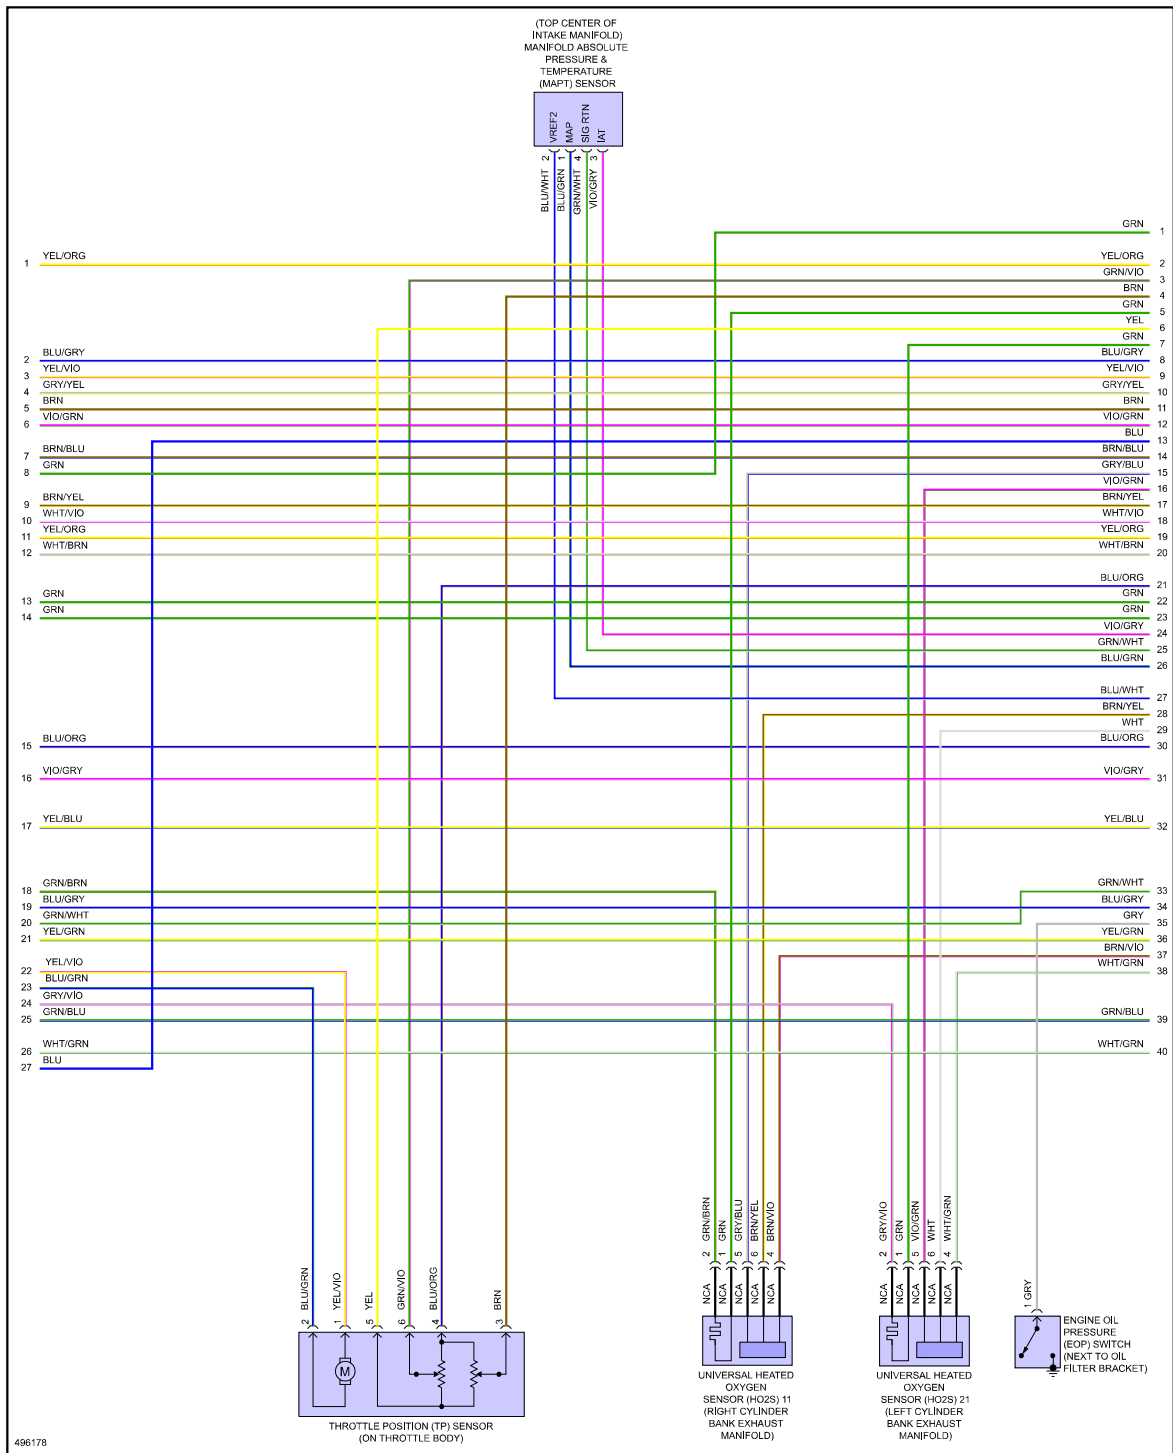 (TOP CENTER OF
INTAKE MANIFOLD)
MANIFOLD ABSOLUTE
PRESSURE &
TEMPERATURE
(MAPT) SENSOR
VREF2
MAP
SIG RTN
IAT
2
1
4
3
BLU/WHT
BLU/GRN
GRN/WHT
VIO/GRY
GRN 1
1 YEL/ORG YEL/ORG 2
GRN/VIO 3
BRN 4
GRN 5
YEL 6
GRN 7
2 BLU/GRY BLU/GRY 8
3 YEL/VIO YEL/VIO 9
4 GRY/YEL GRY/YEL 10
5 BRN BRN 11
6 VIO/GRN VIO/GRN 12
BLU 13
7 BRN/BLU BRN/BLU 14
8 GRN GRY/BLU 15
VIO/GRN 16
9 BRN/YEL BRN/YEL 17
10 WHT/VIO WHT/VIO 18
11 YEL/ORG YEL/ORG 19
12 WHT/BRN WHT/BRN 20
BLU/ORG 21
13 GRN GRN 22
14 GRN GRN 23
VIO/GRY 24
GRN/WHT 25
BLU/GRN 26
BLU/WHT 27
BRN/YEL 28
WHT 29
15 BLU/ORG BLU/ORG 30
16 VIO/GRY VIO/GRY 31
17 YEL/BLU YEL/BLU 32
18 GRN/BRN GRN/WHT 33
19 BLU/GRY BLU/GRY 34
20 GRN/WHT GRY 35
21 YEL/GRN YEL/GRN 36
BRN/VIO 37
22 YEL/VIO WHT/GRN 38
23 BLU/GRN
24 GRY/VIO
25 GRN/BLU GRN/BLU 39
26 WHT/GRN WHT/GRN 40
27 BLU
2 BLU/GRN
1 YEL/VIO
5 YEL
6 GRN/VIO
4 BLU/ORG
3 BRN
M
THROTTLE POSITION (TP) SENSOR
(ON THROTTLE BODY)
2 GRN/BRN
1 GRN
5 GRY/BLU
6 BRN/YEL
4 BRN/VIO
NCA
NCA
NCA
NCA
NCA
UNIVERSAL HEATED
OXYGEN
SENSOR (HO2S) 11
(RIGHT CYLINDER
BANK EXHAUST
MANIFOLD)
2 GRY/VIO
1 GRN
5 VIO/GRN
6 WHT
4 WHT/GRN
NCA
NCA
NCA
NCA
NCA
UNIVERSAL HEATED
OXYGEN
SENSOR (HO2S) 21
(LEFT CYLINDER
BANK EXHAUST
MANIFOLD)
1 GRY
ENGINE OIL
PRESSURE
(EOP) SWITCH
(NEXT TO OIL
FILTER BRACKET)
496178